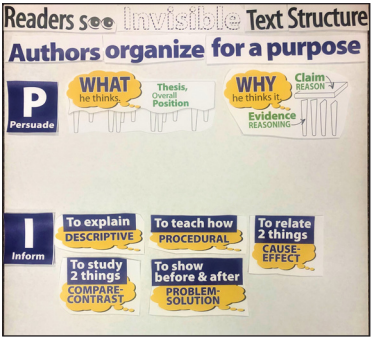 Readers see Invisible Text Structure
Authors organize for a purpose
P
Persuade
WHAT
he thinks.
Thesis,
Overall
Position
WHY
he thinks it.
Claim
REASON
Evidence
REASONING
I
Inform
To explain
DESCRIPTIVE
To teach how
PROCEDURAL
To relate
2 things
CAUSE-
EFFECT
To study
2 things
COMPARE-
CONTRAST
To show
before & after
PROBLEM-
SOLUTION